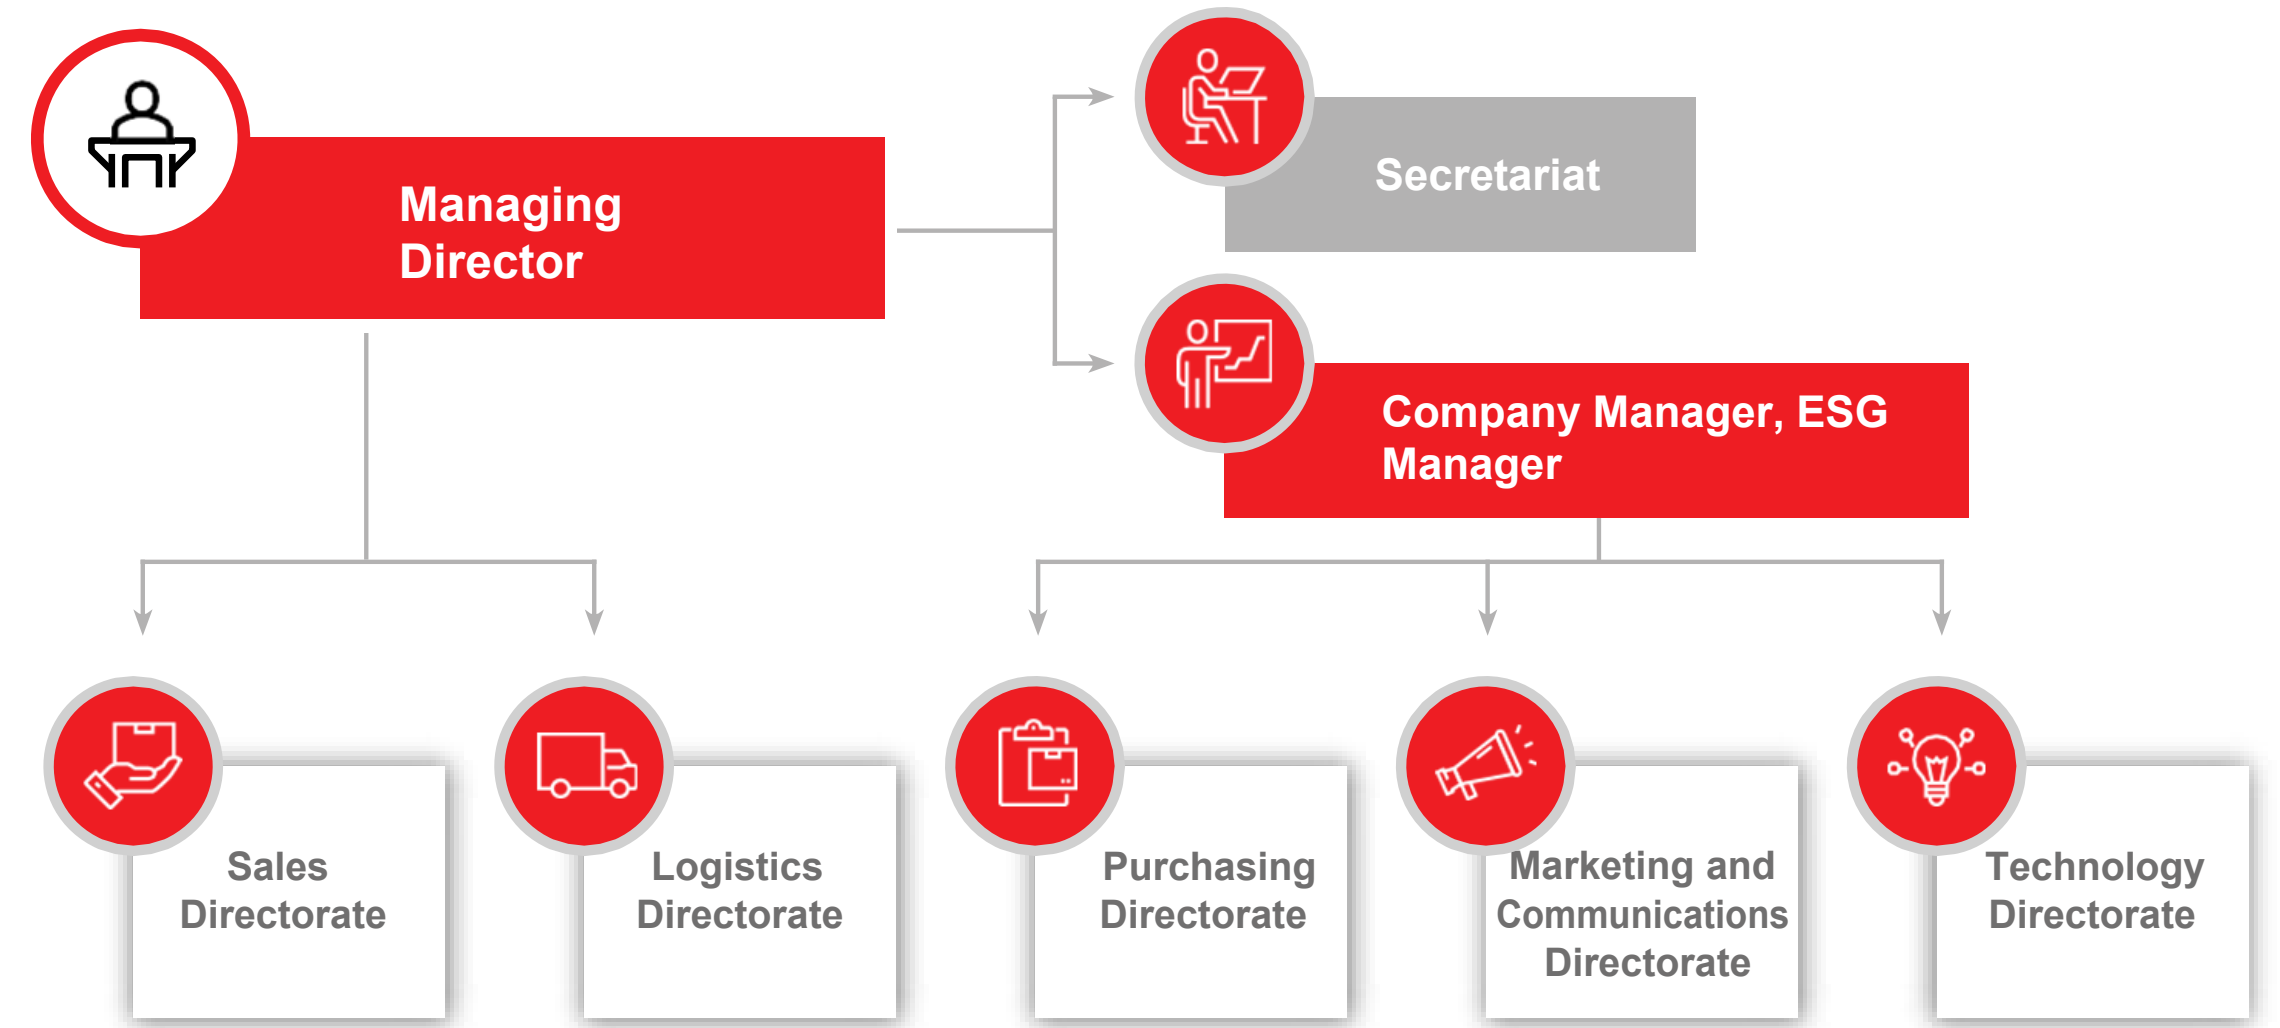 Managing
Director
Secretariat
Company Manager, ESG
Manager
Sales
Directorate
Logistics
Directorate
Purchasing
Directorate
Marketing and
Communications
Directorate
Technology
Directorate